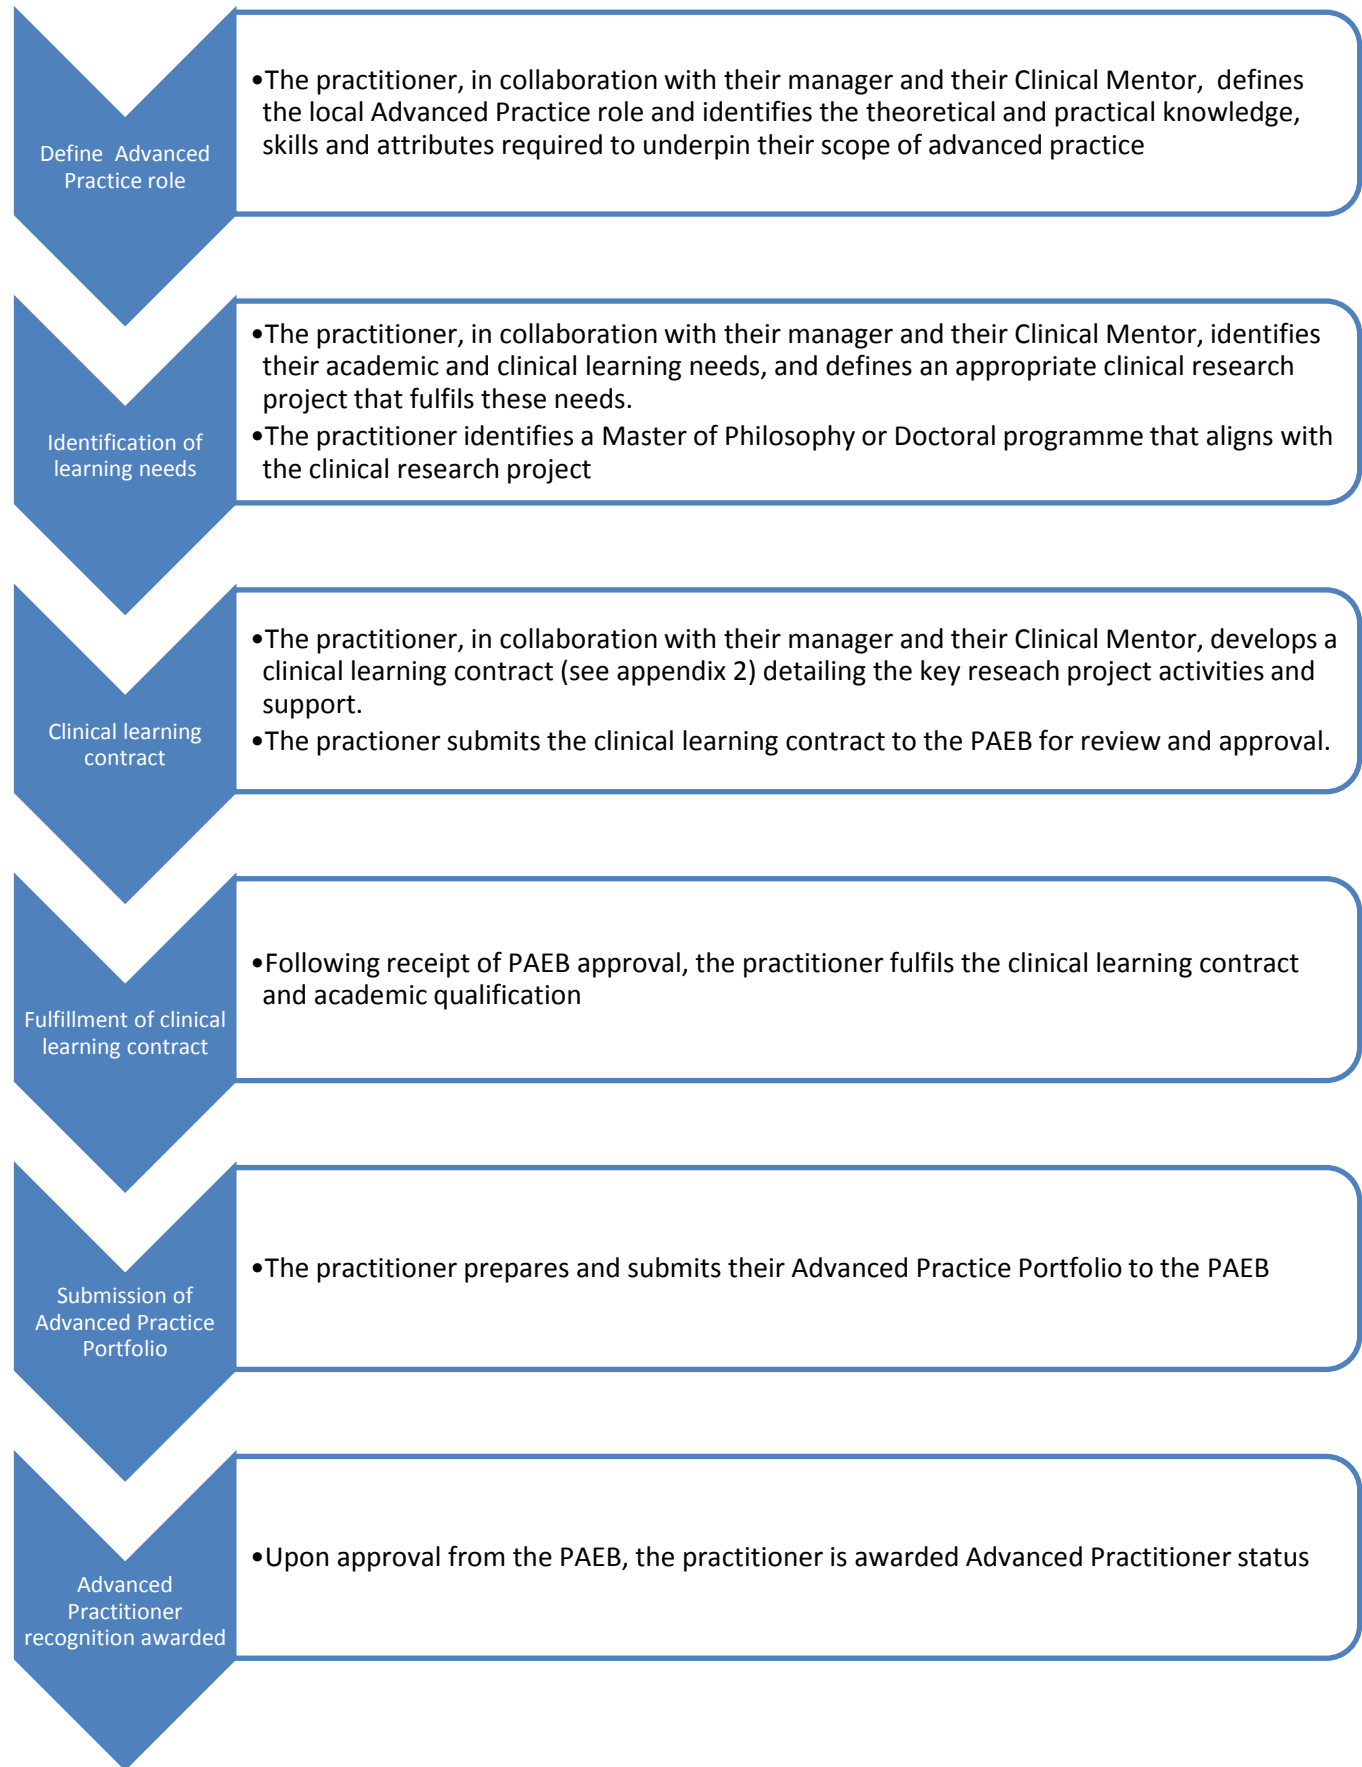 Define  Advanced
Practice role
•The practitioner, in collaboration with their manager and their Clinical Mentor,  defines
the local Advanced Practice role and identifies the theoretical and practical knowledge,
skills and attributes required to underpin their scope of advanced practice
Identification of
learning needs
•The practitioner, in collaboration with their manager and their Clinical Mentor, identifies
their academic and clinical learning needs, and defines an appropriate clinical research
project that fulfils these needs.
•The practitioner identifies a Master of Philosophy or Doctoral programme that aligns with
the clinical research project
Clinical learning
contract
•The practitioner, in collaboration with their manager and their Clinical Mentor, develops a
clinical learning contract (see appendix 2) detailing the key reseach project activities and
support.
•The practioner submits the clinical learning contract to the PAEB for review and approval.
Fulfillment of clinical
learning contract
•Following receipt of PAEB approval, the practitioner fulfils the clinical learning contract
and academic qualification
Submission of
Advanced Practice
Portfolio
•The practitioner prepares and submits their Advanced Practice Portfolio to the PAEB
Advanced
Practitioner
recognition awarded
•Upon approval from the PAEB, the practitioner is awarded Advanced Practitioner status